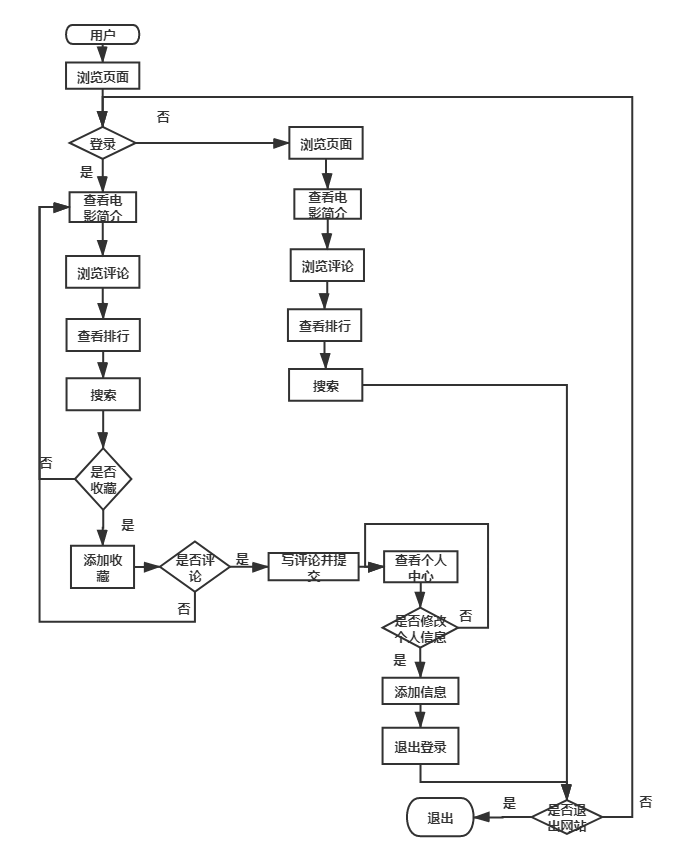 用户
浏览页面
否
登录
浏览页面
是
查看电
影简介
查看电
影简介
浏览评论
浏览评论
查看排行
查看排行
搜索
搜索
否
是否
收藏
是
添加收
藏
是否评
论
是
写评论并提
交
查看个人
中心
否
是否修改
个人信息
否
是
添加信息
退出登录
退出
是
是否退
出网站
否